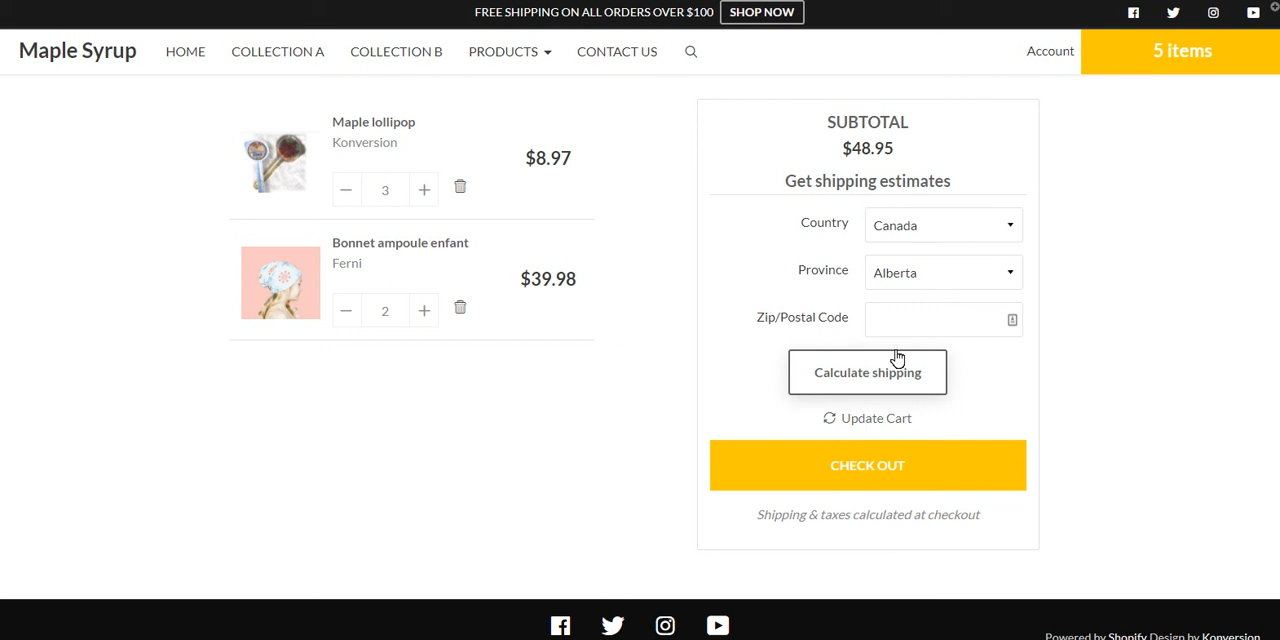 FREE SHIPPING ON ALL ORDERS OVER $100 SHOP NOW
Maple Syrup HOME COLLECTION A COLLECTION B PRODUCTS CONTACT US Account 5 items
Maple lollipop
Konversion
$8.97
3
Bonnet ampoule enfant
Ferni
$39.98
2
SUBTOTAL
$48.95
Get shipping estimates
Country Canada
Province Alberta
Zip/Postal Code
Calculate shipping
Update Cart
CHECK OUT
Shipping & taxes calculated at checkout
Powered by Shopify Design by Konversion